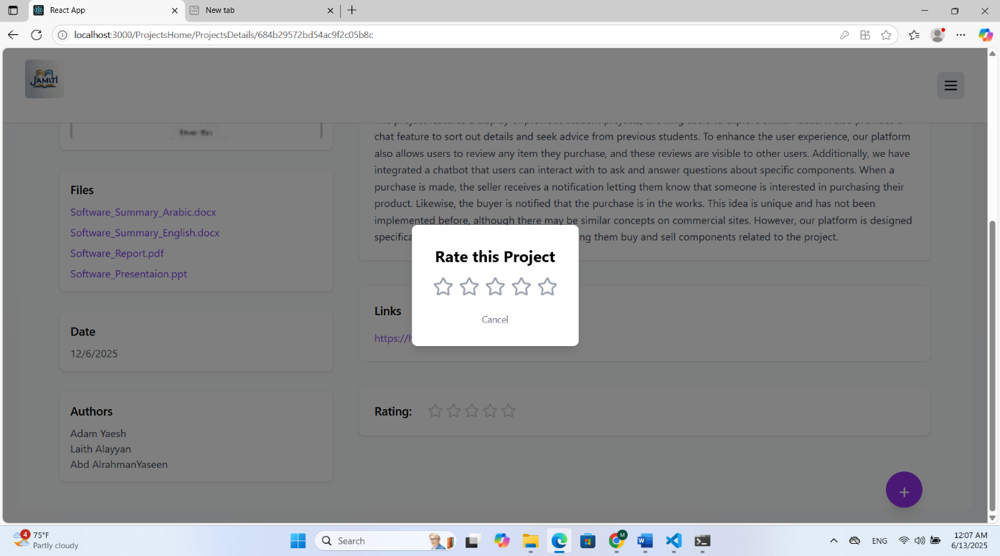 React App
New tab
localhost:3000/ProjectsHome/ProjectsDetails/684b29572bd54ac9f2c05b8c
JAMATI
Files
Software_Summary_Arabic.docx
Software_Summary_English.docx
Software_Report.pdf
Software_Presentaion.ppt
Date
12/6/2025
Authors
Adam Yaesh
Laith Alayyan
Abd AlrahmanYaseen
chat feature to sort out details and seek advice from previous students. To enhance the user experience, our platform
also allows users to review any item they purchase, and these reviews are visible to other users. Additionally, we have
integrated a chatbot that users can interact with to ask and answer questions about specific components. When a
purchase is made, the seller receives a notification letting them know that someone is interested in purchasing their
product. Likewise, the buyer is notified that the purchase is in the works. This idea is unique and has not been
implemented before, although there may be similar concepts on commercial sites. However, our platform is designed
them buy and sell components related to the project.
Rate this Project
Cancel
Links
https://
Rating:
+
4
75°F
Partly cloudy
Search
M
ENG
12:07 AM
6/13/2025